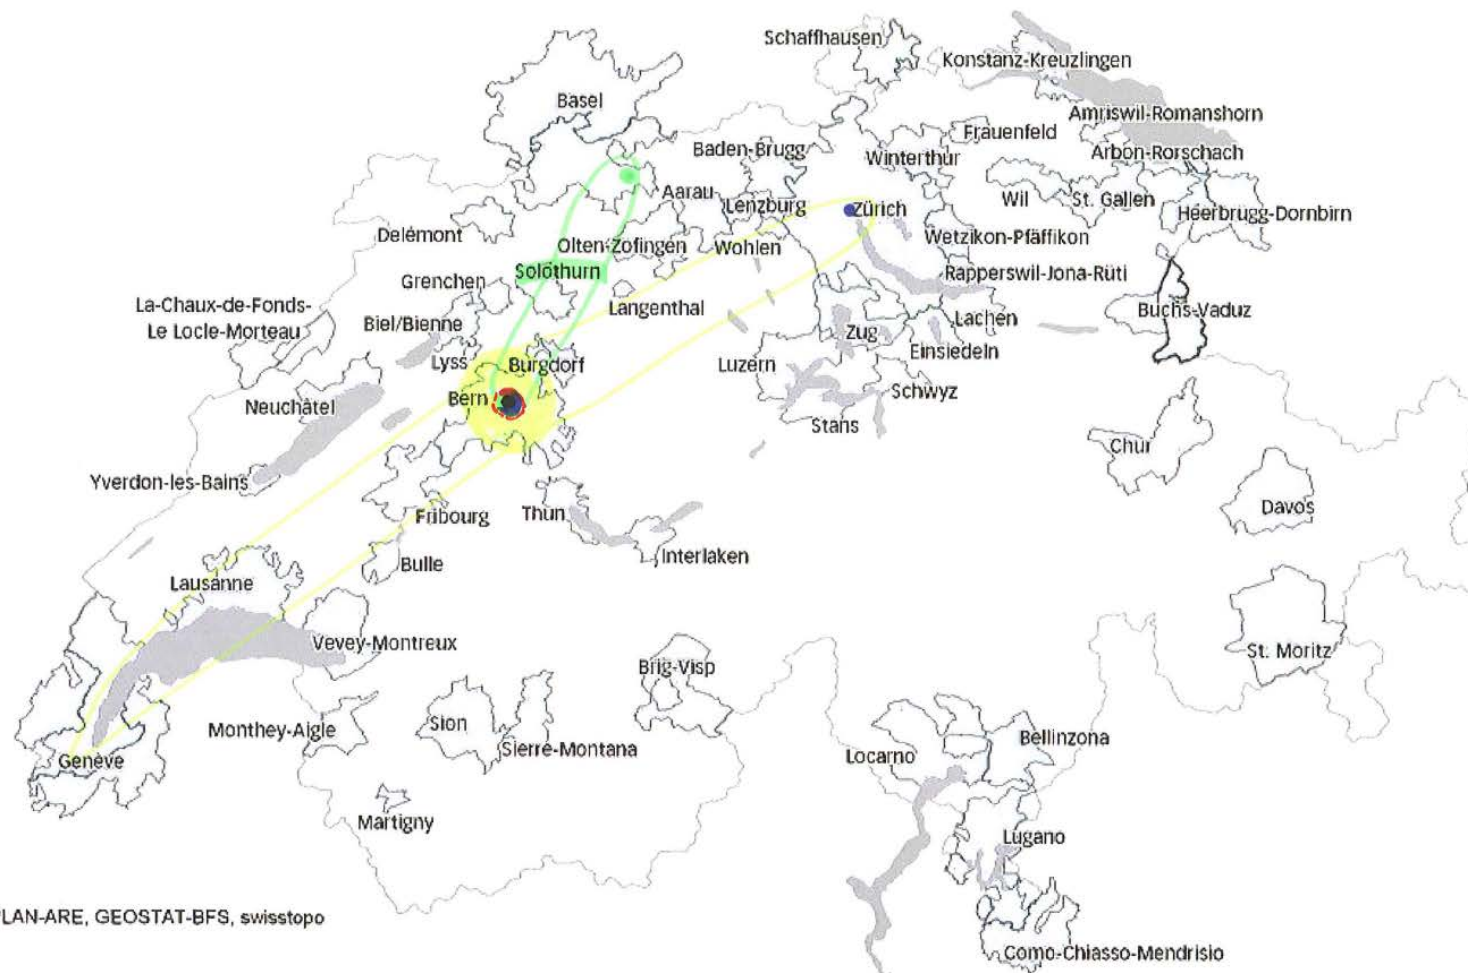 Schaffhausen
Konstanz-Kreuzlingen
Basel
Amriswil-Romanshorn
Frauenfeld
Baden-Brugg
Winterthur
Arbon-Rorschach
Aarau
Lenzburg
Zürich
Wil
St. Gallen
Heerbrugg-Dornbirn
Delémont
Olten-Zofingen
Wohlen
Wetzikon-Pfäffikon
Solothurn
Grenchen
Rapperswil-Jona-Rüti
La-Chaux-de-Fonds-
Le Locle-Morteau
Langenthal
Buchs-Vaduz
Biel/Bienne
Lachen
Zug
Einsiedeln
Lyss
Burgdorf
Luzern
Schwyz
Bern
Neuchâtel
Stans
Chur
Yverdon-les-Bains
Davos
Fribourg
Thun
Interlaken
Bulle
Lausanne
Vevey-Montreux
St. Moritz
Brig-Visp
Monthey-Aigle
Sion
Sierre-Montana
Bellinzona
Locarno
Genève
Martigny
Lugano
LAN-ARE, GEOSTAT-BFS, swisstopo
Como-Chiasso-Mendrisio